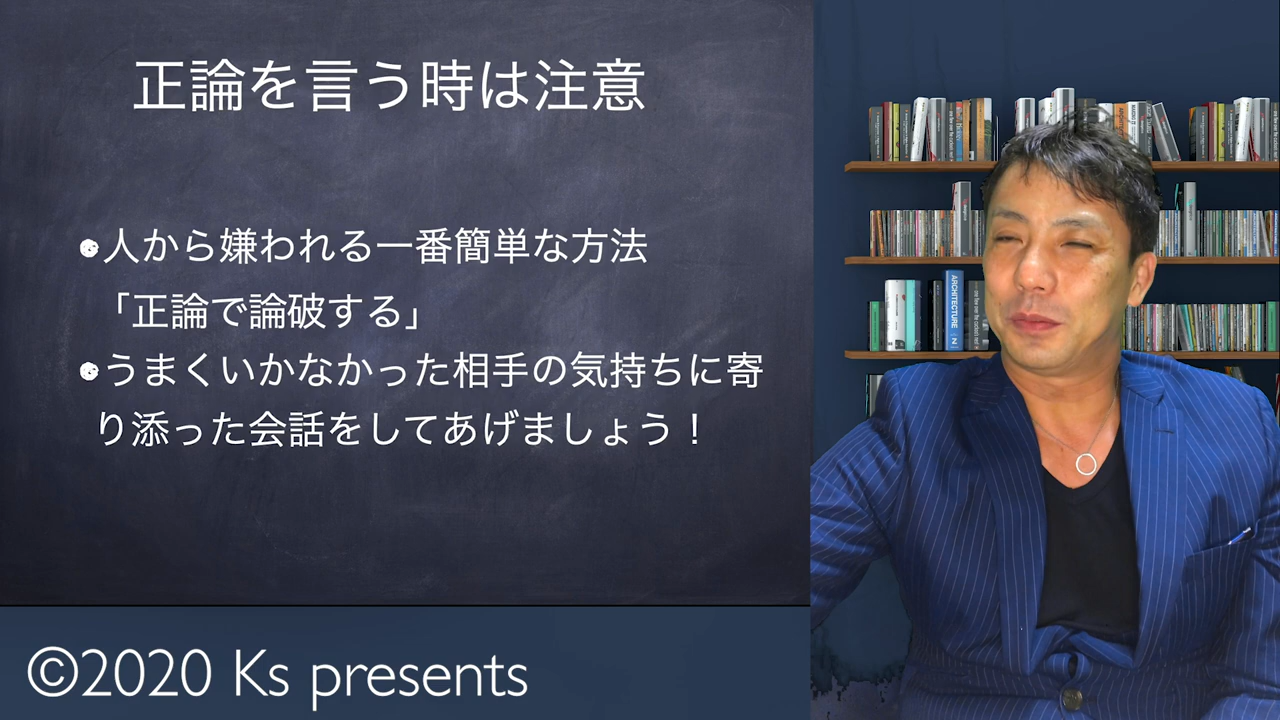 正論を言う時は注意
●人から嫌われる一番簡単な方法
「正論で論破する」
●うまくいかなかった相手の気持ちに寄
り添った会話をしてあげましょう！
ARCHITECTURE
©2020 Ks presents